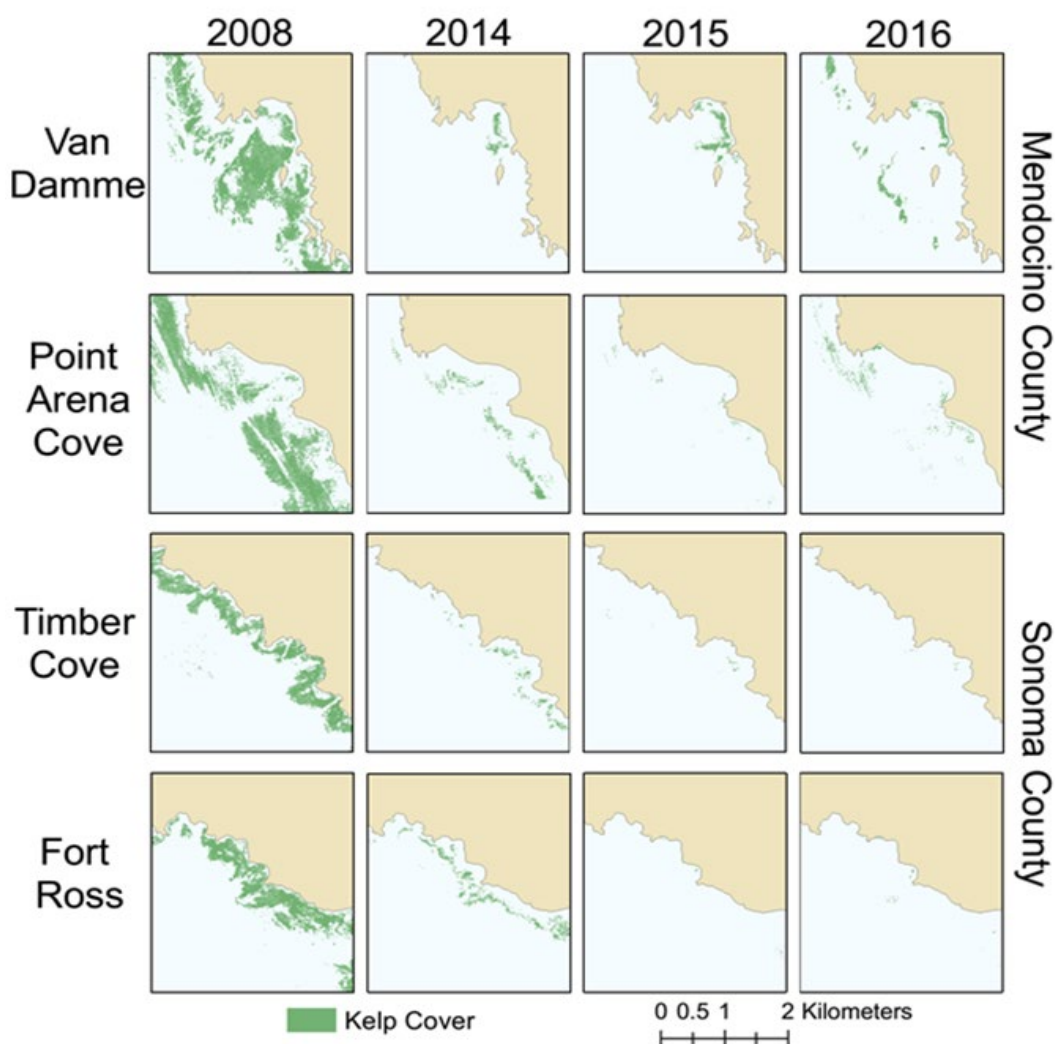 2008 2014 2015 2016
Van
Damme
Mendocino County
Point
Arena
Cove
Timber
Cove
Sonoma County
Fort
Ross
Kelp Cover
0 0.5 1 2 Kilometers